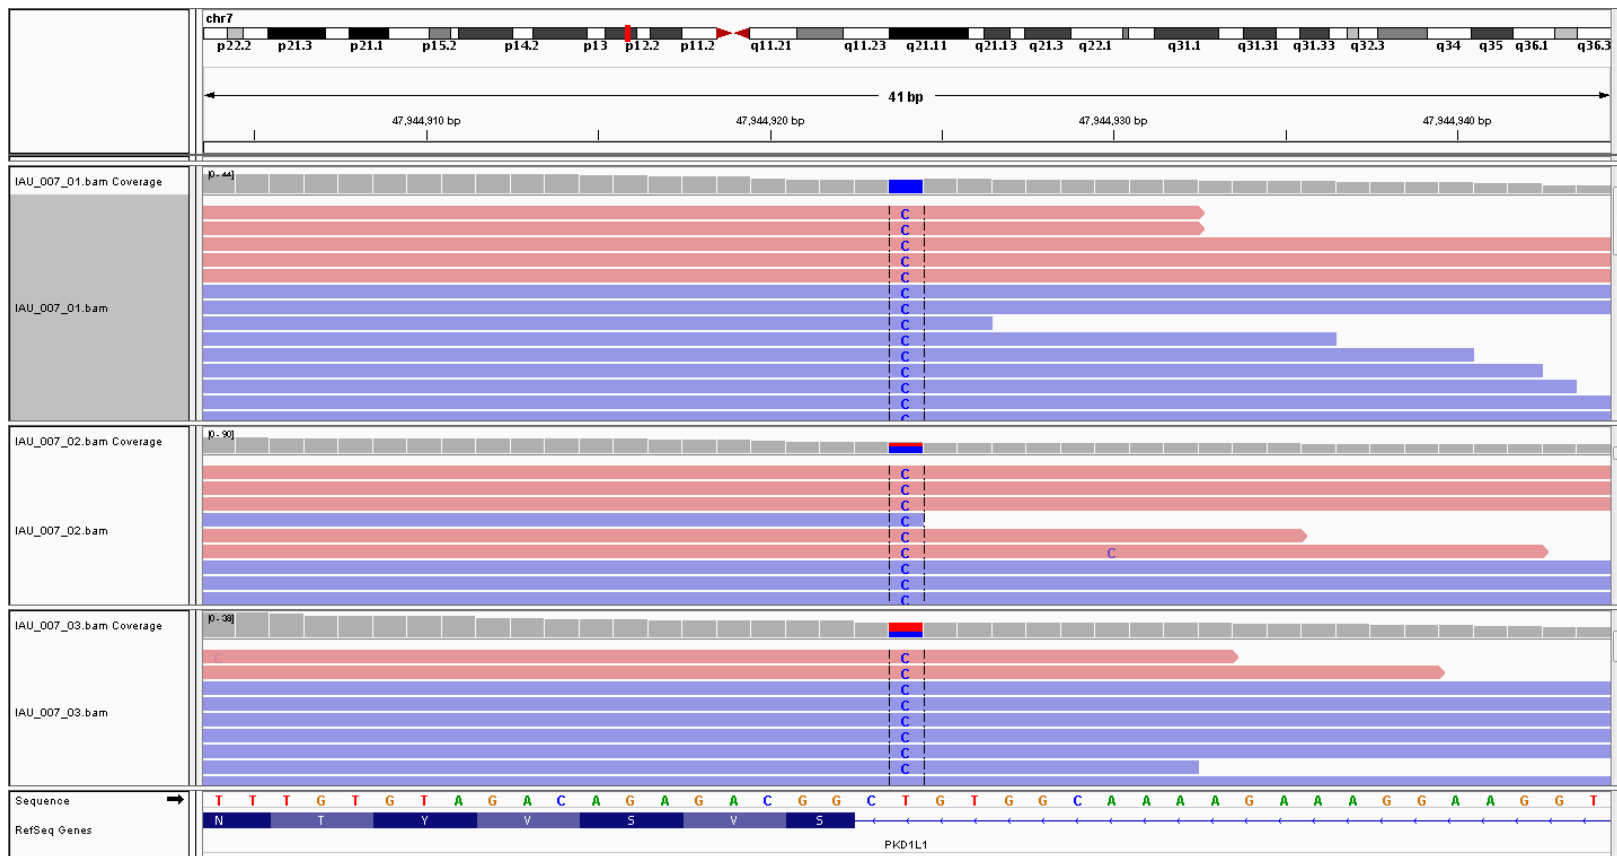 chr7
p22.2 p21.3 p21.1 p15.2 p14.2 p13 p12.2 p11.2 q11.21 q11.23 q21.11 q21.13 q21.3 q22.1 q31.1 q31.31 q31.33 q32.3 q34 q35 q36.1 q36.3
41 bp
47,944,910 bp 47,944,920 bp 47,944,930 bp 47,944,940 bp
IAU_007_01.bam Coverage [0 - 44]
C
C
C
C
C
C
C
C
C
C
C
C
C
C
IAU_007_01.bam
IAU_007_02.bam Coverage [0 - 90]
C
C
C
C
C
C C
C
C
C
IAU_007_02.bam
IAU_007_03.bam Coverage [0 - 38]
C C
C
C
C
C
C
C
C
IAU_007_03.bam
Sequence T T T G T G T A G A C A G A G A C G G C T G T G G C A A A A G A A A G G A A G G T
RefSeq Genes N T Y V S V S
PKD1L1